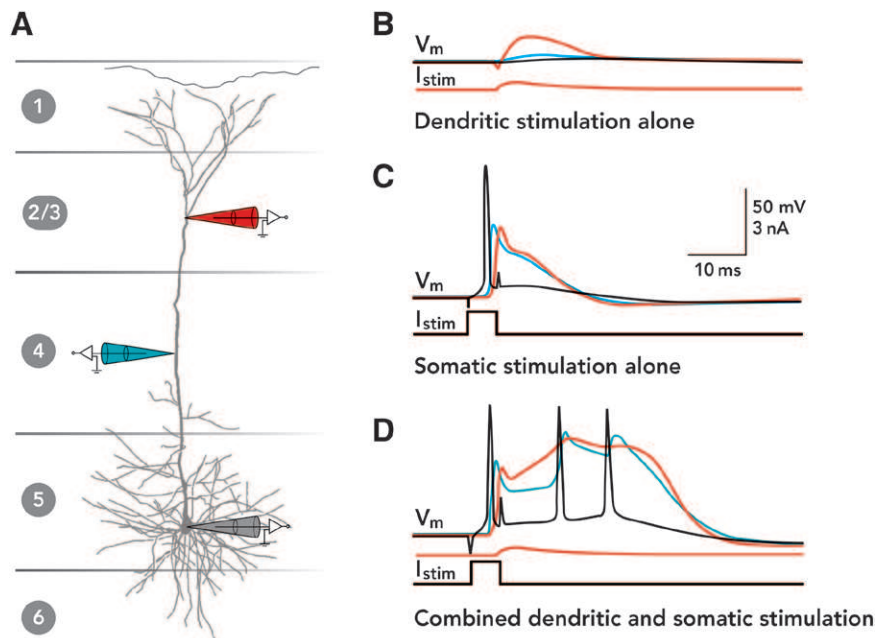 A
1
2/3
4
5
6
B
Vm
Istim
Dendritic stimulation alone
C
50 mV
3 nA
10 ms
Vm
Istim
Somatic stimulation alone
D
Vm
Istim
Combined dendritic and somatic stimulation